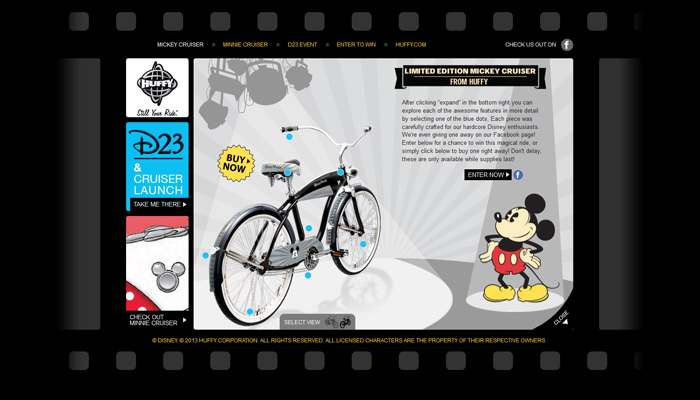 MICKEY CRUISER
MINNIE CRUISER
D23 EVENT
ENTER TO WIN
HUFFY.COM
CHECK US OUT ON
f
HUFFY
Still Your Ride.
D23
&
CRUISER
LAUNCH
TAKE ME THERE
CHECK OUT
MINNIE CRUISER
BUY
NOW
LIMITED EDITION MICKEY CRUISER
FROM HUFFY
After clicking "expand" in the bottom right you can
explore each of the awesome features in more detail
by selecting one of the blue dots. Each piece was
carefully crafted for our hardcore Disney enthusiasts.
We're even giving one away on our Facebook page!
Enter below for a chance to win this magical ride, or
simply click below to buy one right away! Don't delay,
these are only available while supplies last!
ENTER NOW
f
SELECT VIEW
CLOSE
© DISNEY. © 2013 HUFFY CORPORATION. ALL RIGHTS RESERVED. ALL LICENSED CHARACTERS ARE THE PROPERTY OF THEIR RESPECTIVE OWNERS.